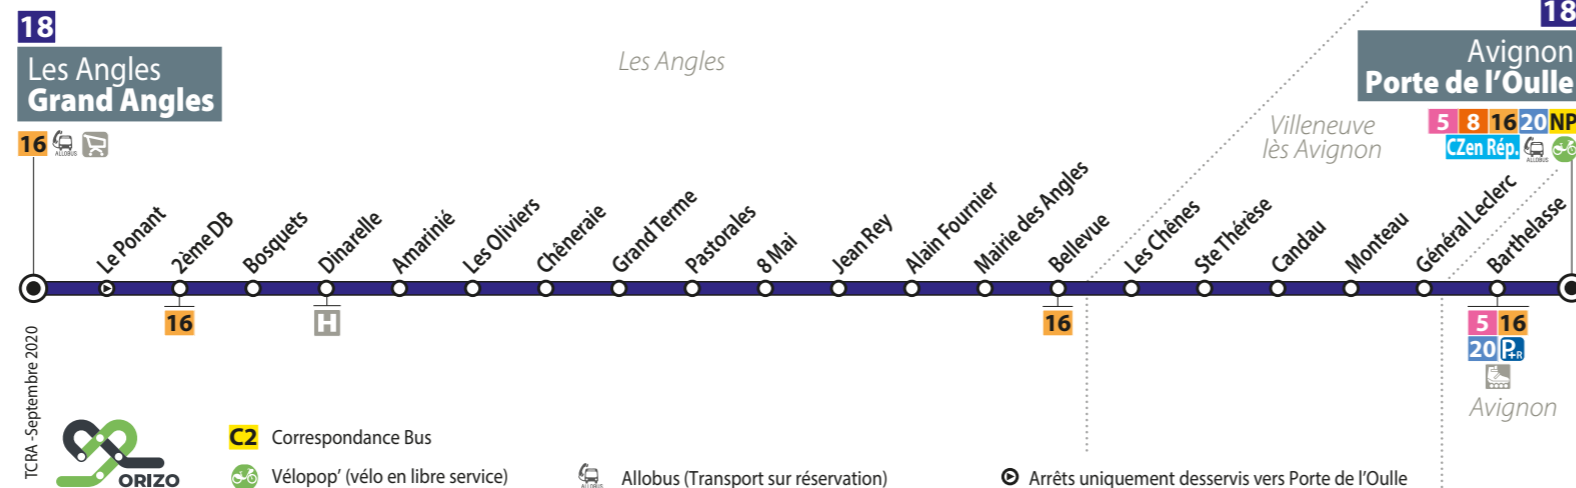 18
Les Angles
Grand Angles
16 ALLOBUS
Les Angles
18
Avignon
Porte de l'Oulle
5 8 16 20 NP
CZen Rép. ALLOBUS
Villeneuve
lès Avignon
Le Ponant
2ème DB
Bosquets
Dinarelle
Amarinié
Les Oliviers
Chêneraie
Grand Terme
Pastorales
8 Mai
Jean Rey
Alain Fournier
Mairie des Angles
Bellevue
Les Chênes
Ste Thérèse
Candau
Monteau
Général Leclerc
Barthelasse
16
H
16
5 16
20 P+R
Avignon
TCRA -Septembre 2020
ORIZO
C2 Correspondance Bus
Vélopop' (vélo en libre service)
ALLOBUS Allobus (Transport sur réservation)
Arrêts uniquement desservis vers Porte de l'Oulle